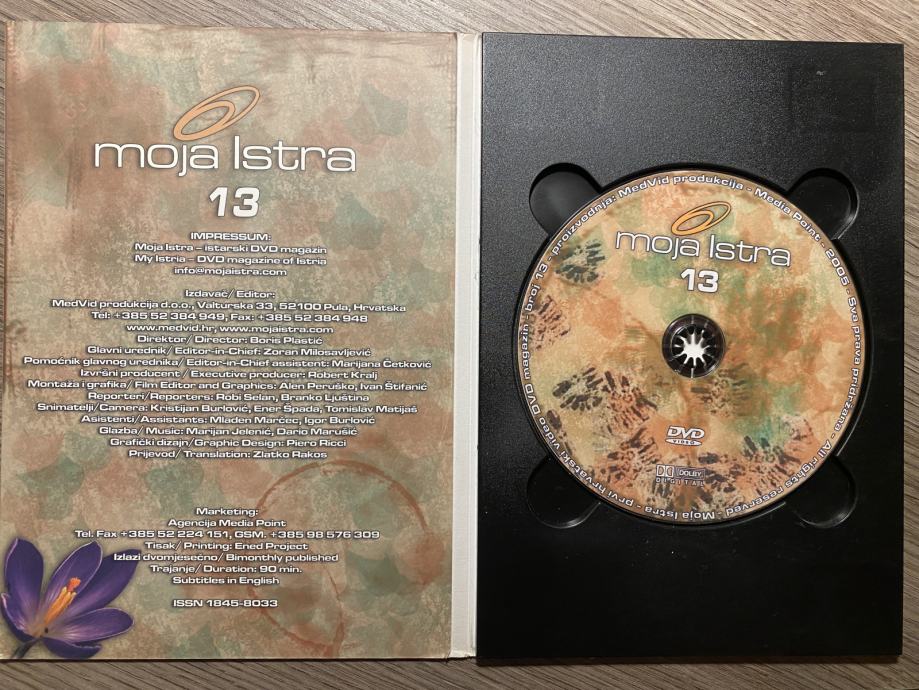 moja Istra
13
IMPRESSUM:
Moja Istra – istarski DVD magazin
My Istria – DVD magazine of Istria
info@mojaistra.com
Izdavač/ Editor:
MedVid produkcija d.o.o., Valturska 33, 52100 Pula, Hrvatska
Tel: +385 52 384 949, Fax: +385 52 384 948
www.medvid.hr, www.mojaistra.com
Direktor/ Director: Boris Plastić
Glavni urednik/ Editor-in-Chief: Zoran Milosavljević
Pomoćnik glavnog urednika/ Editor-in-Chief assistent: Marijana Četković
Izvršni producent / Executive producer: Robert Kralj
Montaža i grafika/ Film Editor and Graphics: Alen Peruško, Ivan Štifanić
Reporteri/Reporters: Robi Selan, Branko Ljuština
Snimatelji/Camera: Kristijan Burlović, Ener Špada, Tomislav Matijaš
Asistenti/ Assistants: Mladen Marčec, Igor Burlović
Glazba/ Music: Marijan Jelenić, Dario Marušić
Grafički dizajn/Graphic Design: Piero Ricci
Prijevod/ Translation: Zlatko Rakos
Marketing:
Agencija Media Point
Tel. Fax +385 52 224 151, GSM. +385 98 576 309
Tisak/ Printing: Ened Project
Izlazi dvomjesečno/ Bimonthly published
Trajanje/ Duration: 90 min.
Subtitles in English
ISSN 1845-8033
moja Istra
13
DVD
VIDEO
DOLBY
DIGITAL
Moja Istra - prvi hrvatski video DVD magazin - broj 13 - proizvodnja: MedVid produkcija - Media Point - 2005 - Sva prava pridržana - All rights reserved -